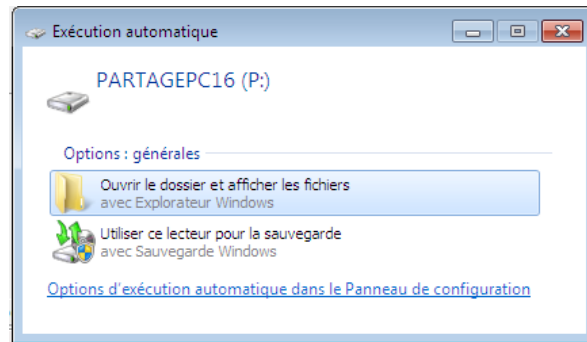 Exécution automatique
PARTAGEPC16 (P:)
Options : générales
Ouvrir le dossier et afficher les fichiers
avec Explorateur Windows
Utiliser ce lecteur pour la sauvegarde
avec Sauvegarde Windows
Options d'exécution automatique dans le Panneau de configuration